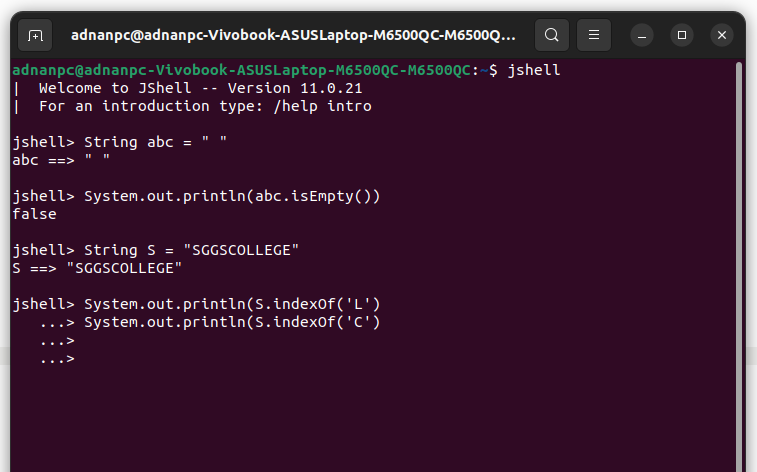 adnanpc@adnanpc-Vivobook-ASUSLaptop-M6500QC-M6500Q...
adnanpc@adnanpc-Vivobook-ASUSLaptop-M6500QC-M6500QC:~$ jshell
|  Welcome to JShell -- Version 11.0.21
|  For an introduction type: /help intro
jshell> String abc = " "
abc ==> " "
jshell> System.out.println(abc.isEmpty())
false
jshell> String S = "SGGSCOLLEGE"
S ==> "SGGSCOLLEGE"
jshell> System.out.println(S.indexOf('L')
   ...> System.out.println(S.indexOf('C')
   ...>
   ...>